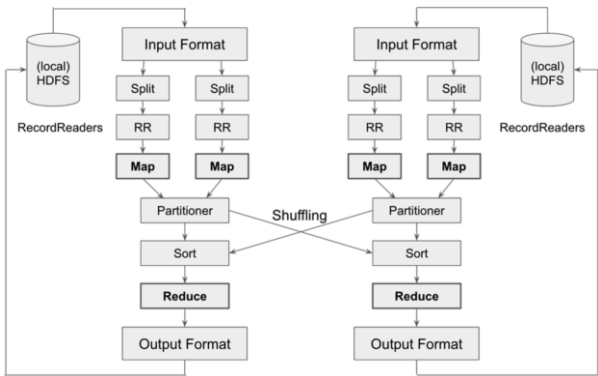 (local)
HDFS
RecordReaders
Input Format
Split
Split
RR
RR
Map
Map
Partitioner
Sort
Reduce
Output Format
Shuffling
Input Format
Split
Split
RR
RR
Map
Map
Partitioner
Sort
Reduce
Output Format
(local)
HDFS
RecordReaders